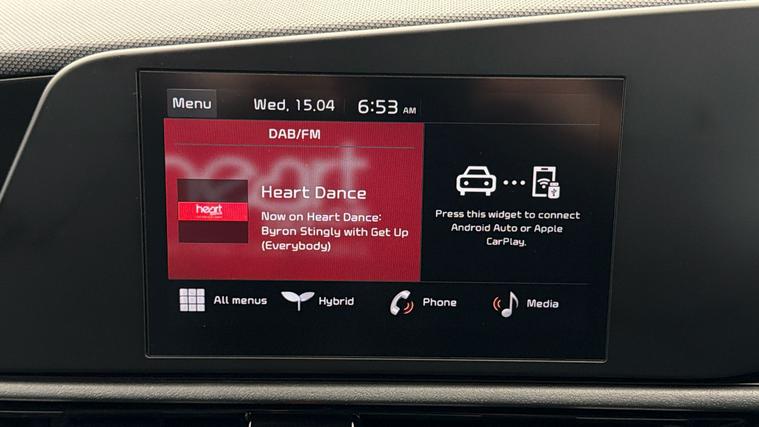 Menu
Wed, 15.04
6:53 AM
DAB/FM
heart
heart
Heart Dance
Now on Heart Dance:
Byron Stingly with Get Up
(Everybody)
Press this widget to connect
Android Auto or Apple
CarPlay.
All menus
Hybrid
Phone
Media